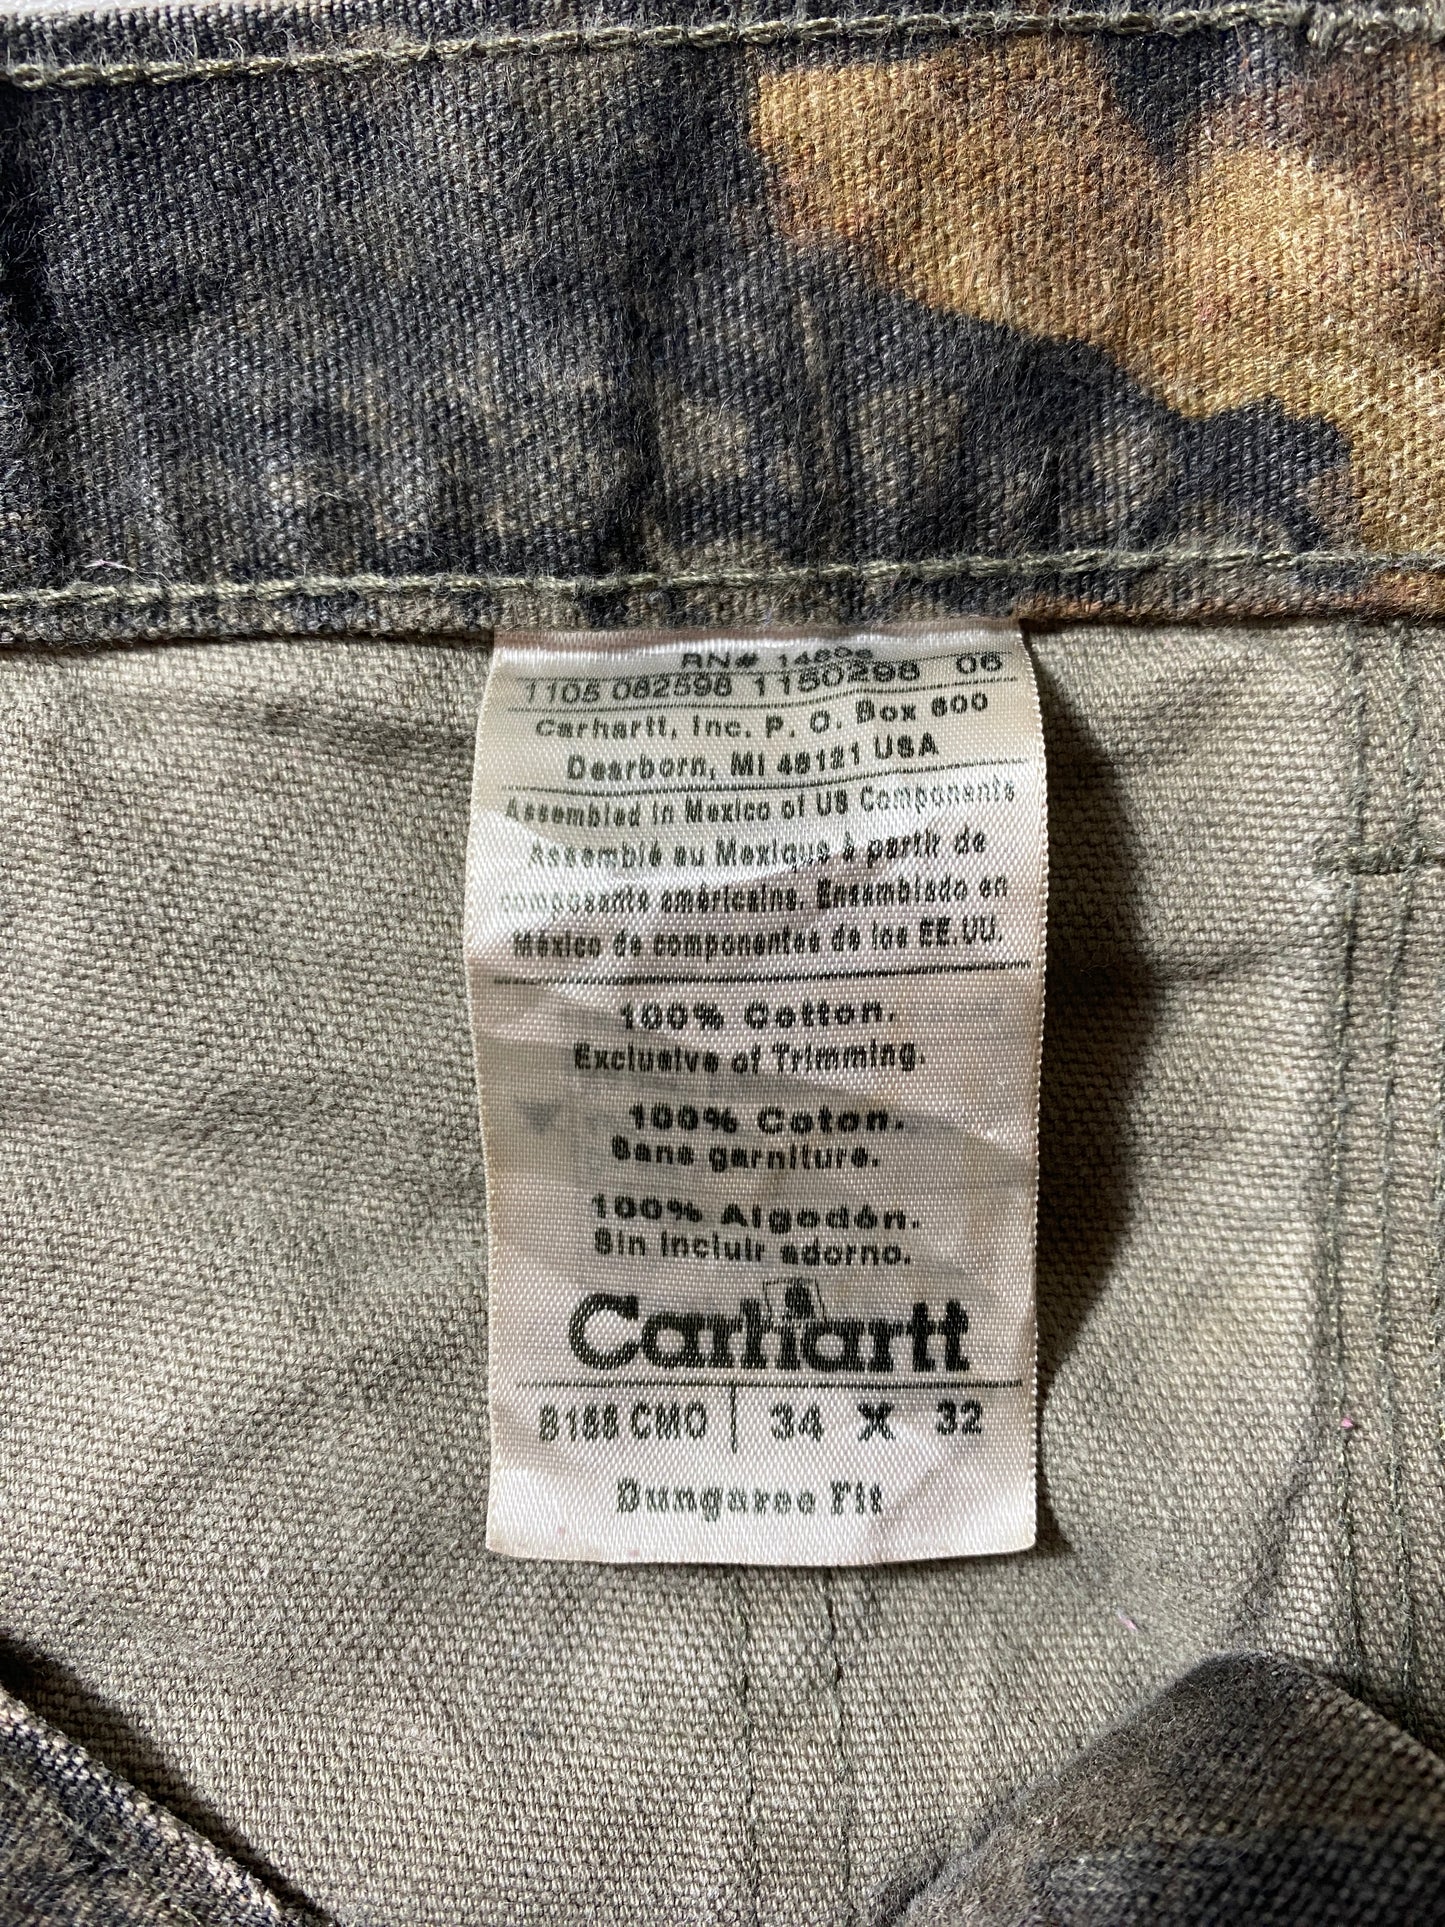 RN# 14806
1105 082598 1150298 06
Carhartt, Inc. P. O. Box 600
Dearborn, MI 48121 USA
Assembled in Mexico of US Components
Assemblé au Mexique à partir de
composants américains. Ensamblado en
México de componentes de los EE.UU.
100% Cotton.
Exclusive of Trimming.
100% Coton.
Sans garniture.
100% Algodón.
Sin incluir adorno.
Carhartt
B168 CMO | 34 X 32
Dungaree Fit